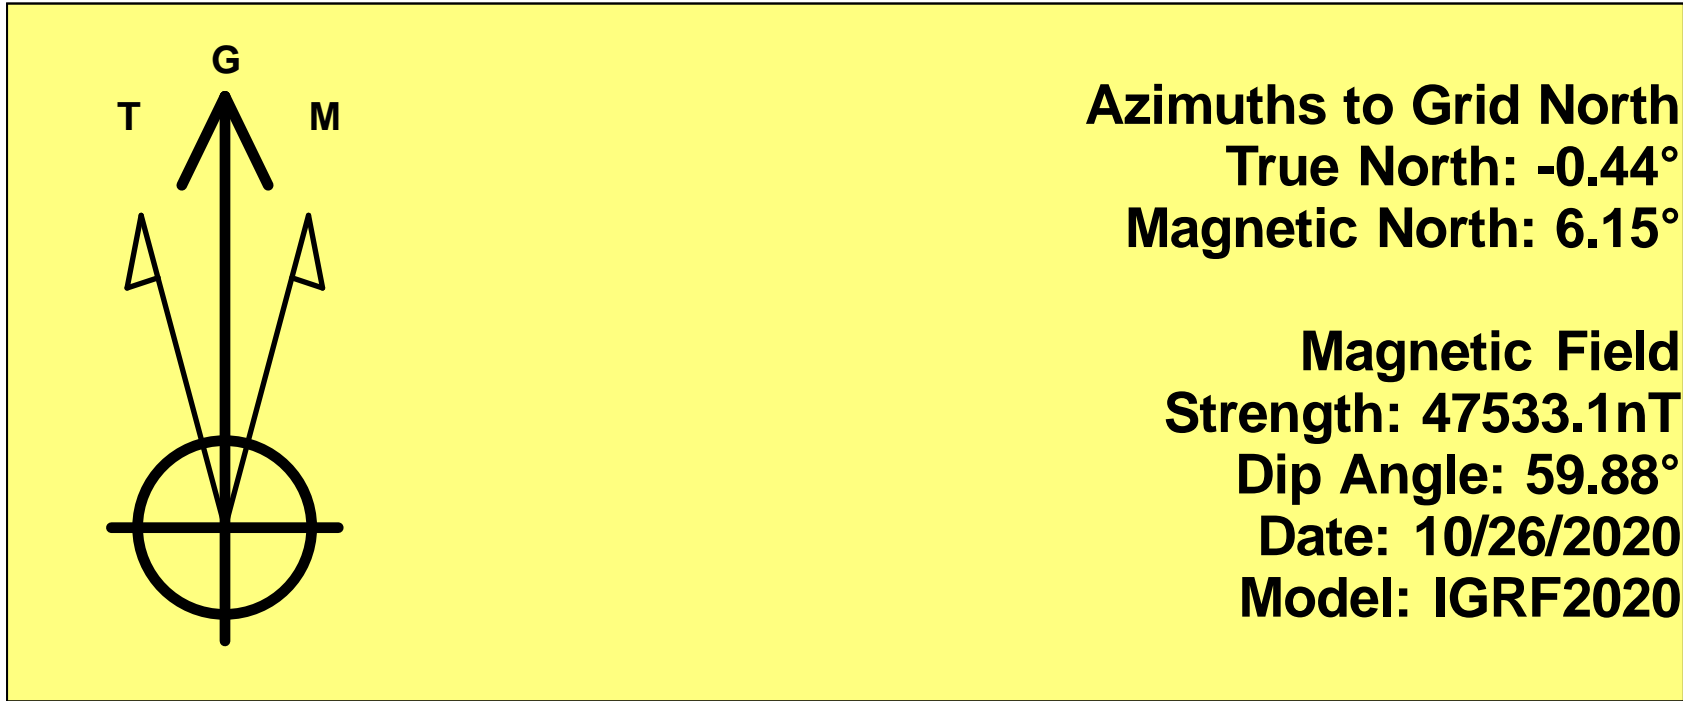 G
T
M
Azimuths to Grid North
True North: -0.44°
Magnetic North: 6.15°
Magnetic Field
Strength: 47533.1nT
Dip Angle: 59.88°
Date: 10/26/2020
Model: IGRF2020